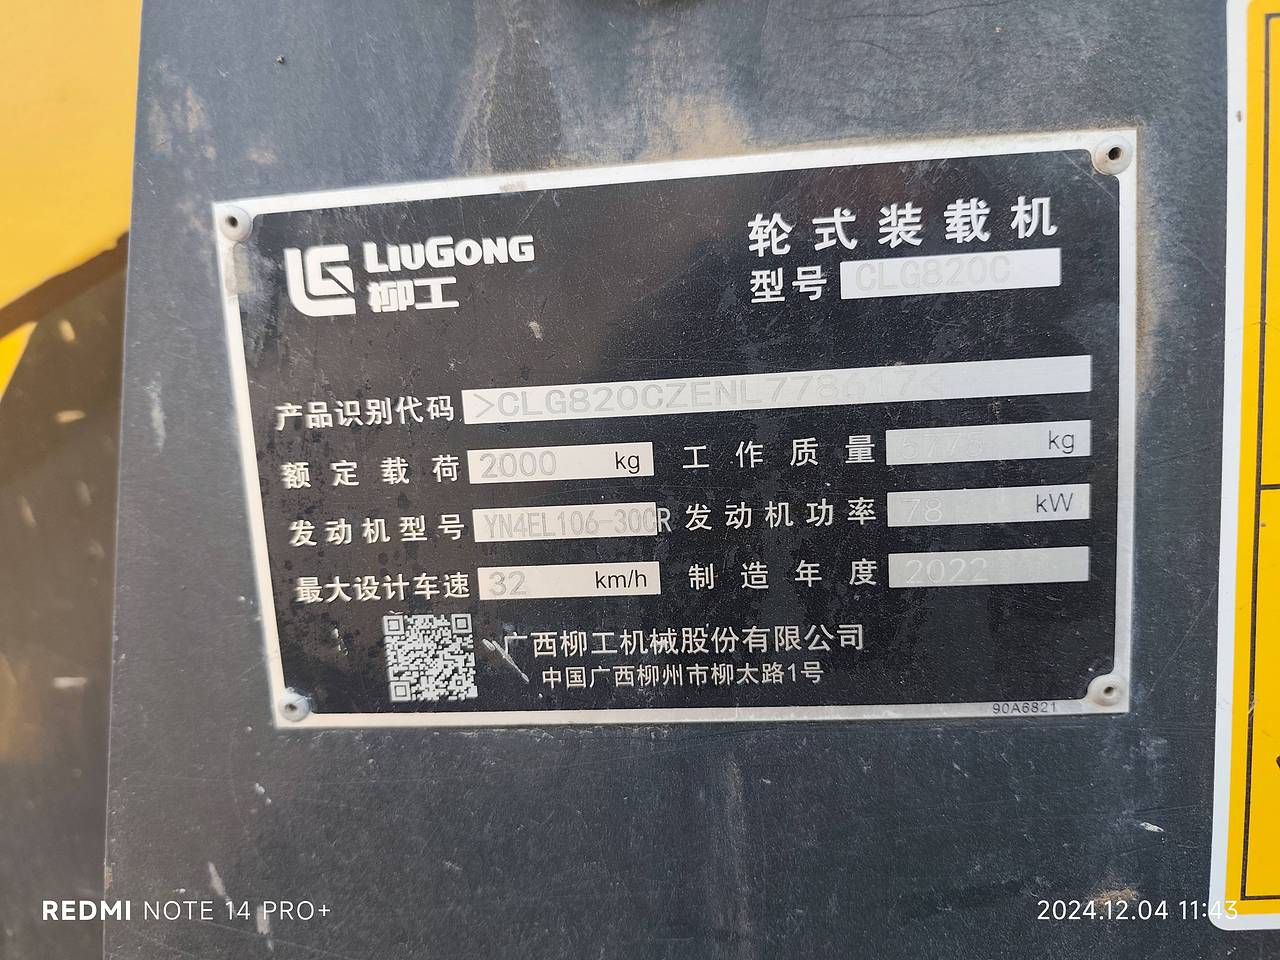 LIUGONG
柳工
轮式装载机
型号 CLG820C
产品识别代码 >CLG820CZENL778617<
额定载荷 2000 kg 工作质量 kg
发动机型号 YN4EL106-30CR 发动机功率 78 kW
最大设计车速 32 km/h 制造年度 2022
广西柳工机械股份有限公司
中国广西柳州市柳太路1号
90A6821
REDMI NOTE 14 PRO+
2024.12.04 11:43